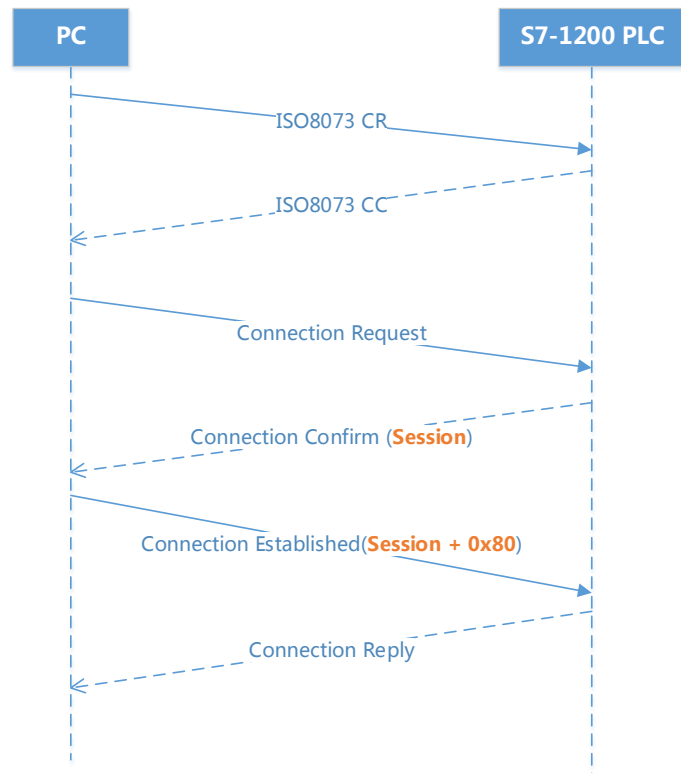 PC
S7-1200 PLC
ISO8073 CR
ISO8073 CC
Connection Request
Connection Confirm (Session)
Connection Established(Session + 0x80)
Connection Reply